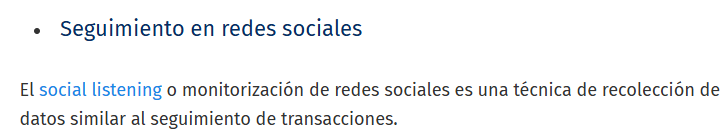 • Seguimiento en redes sociales
El social listening o monitorización de redes sociales es una técnica de recolección de
datos similar al seguimiento de transacciones.